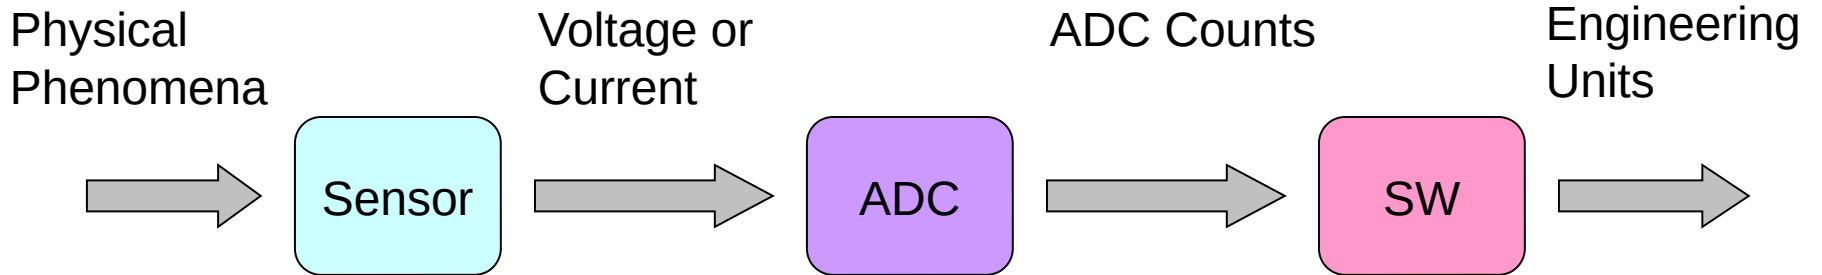 Physical
Phenomena
Voltage or
Current
ADC Counts
Engineering
Units
Sensor
ADC
SW